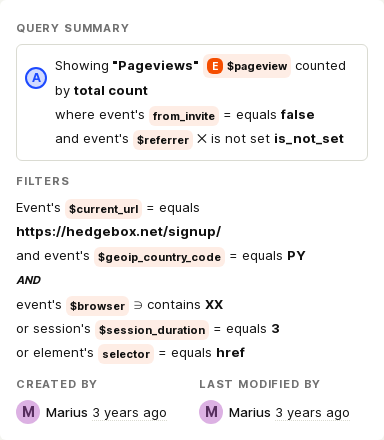 QUERY SUMMARY
A Showing "Pageviews" E $pageview counted
by total count
where event's from_invite = equals false
and event's $referrer ✕ is not set is_not_set
FILTERS
Event's $current_url = equals
https://hedgebox.net/signup/
and event's $geoip_country_code = equals PY
AND
event's $browser ∋ contains XX
or session's $session_duration = equals 3
or element's selector = equals href
CREATED BY LAST MODIFIED BY
M Marius 3 years ago M Marius 3 years ago